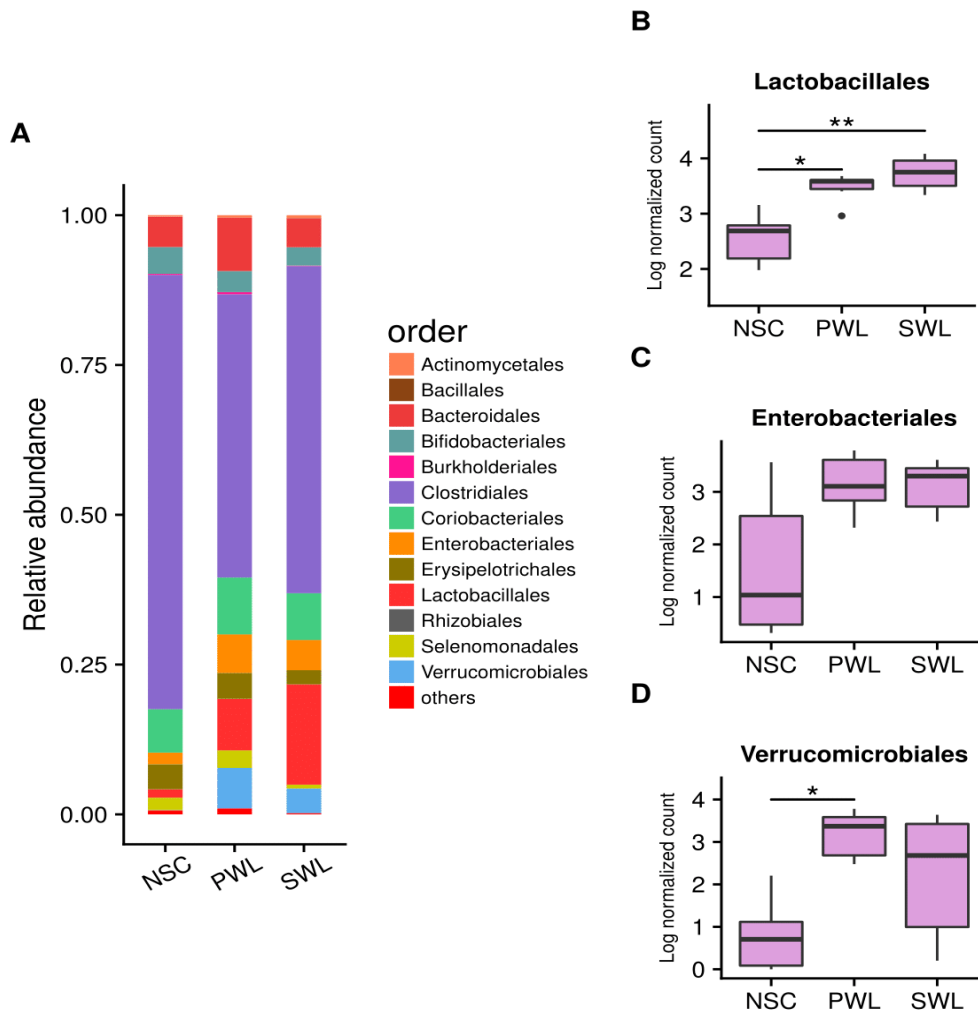 A
1.00
0.75
0.50
0.25
0.00
Relative abundance
NSC
PWL
SWL
order
Actinomycetales
Bacillales
Bacteroidales
Bifidobacteriales
Burkholderiales
Clostridiales
Coriobacteriales
Enterobacteriales
Erysipelotrichales
Lactobacillales
Rhizobiales
Selenomonadales
Verrucomicrobiales
others
B
Lactobacillales
Log normalized count
4
3
2
**
*
NSC PWL SWL
C
Enterobacteriales
Log normalized count
3
2
1
NSC PWL SWL
D
Verrucomicrobiales
Log normalized count
4
3
2
1
0
*
NSC PWL SWL